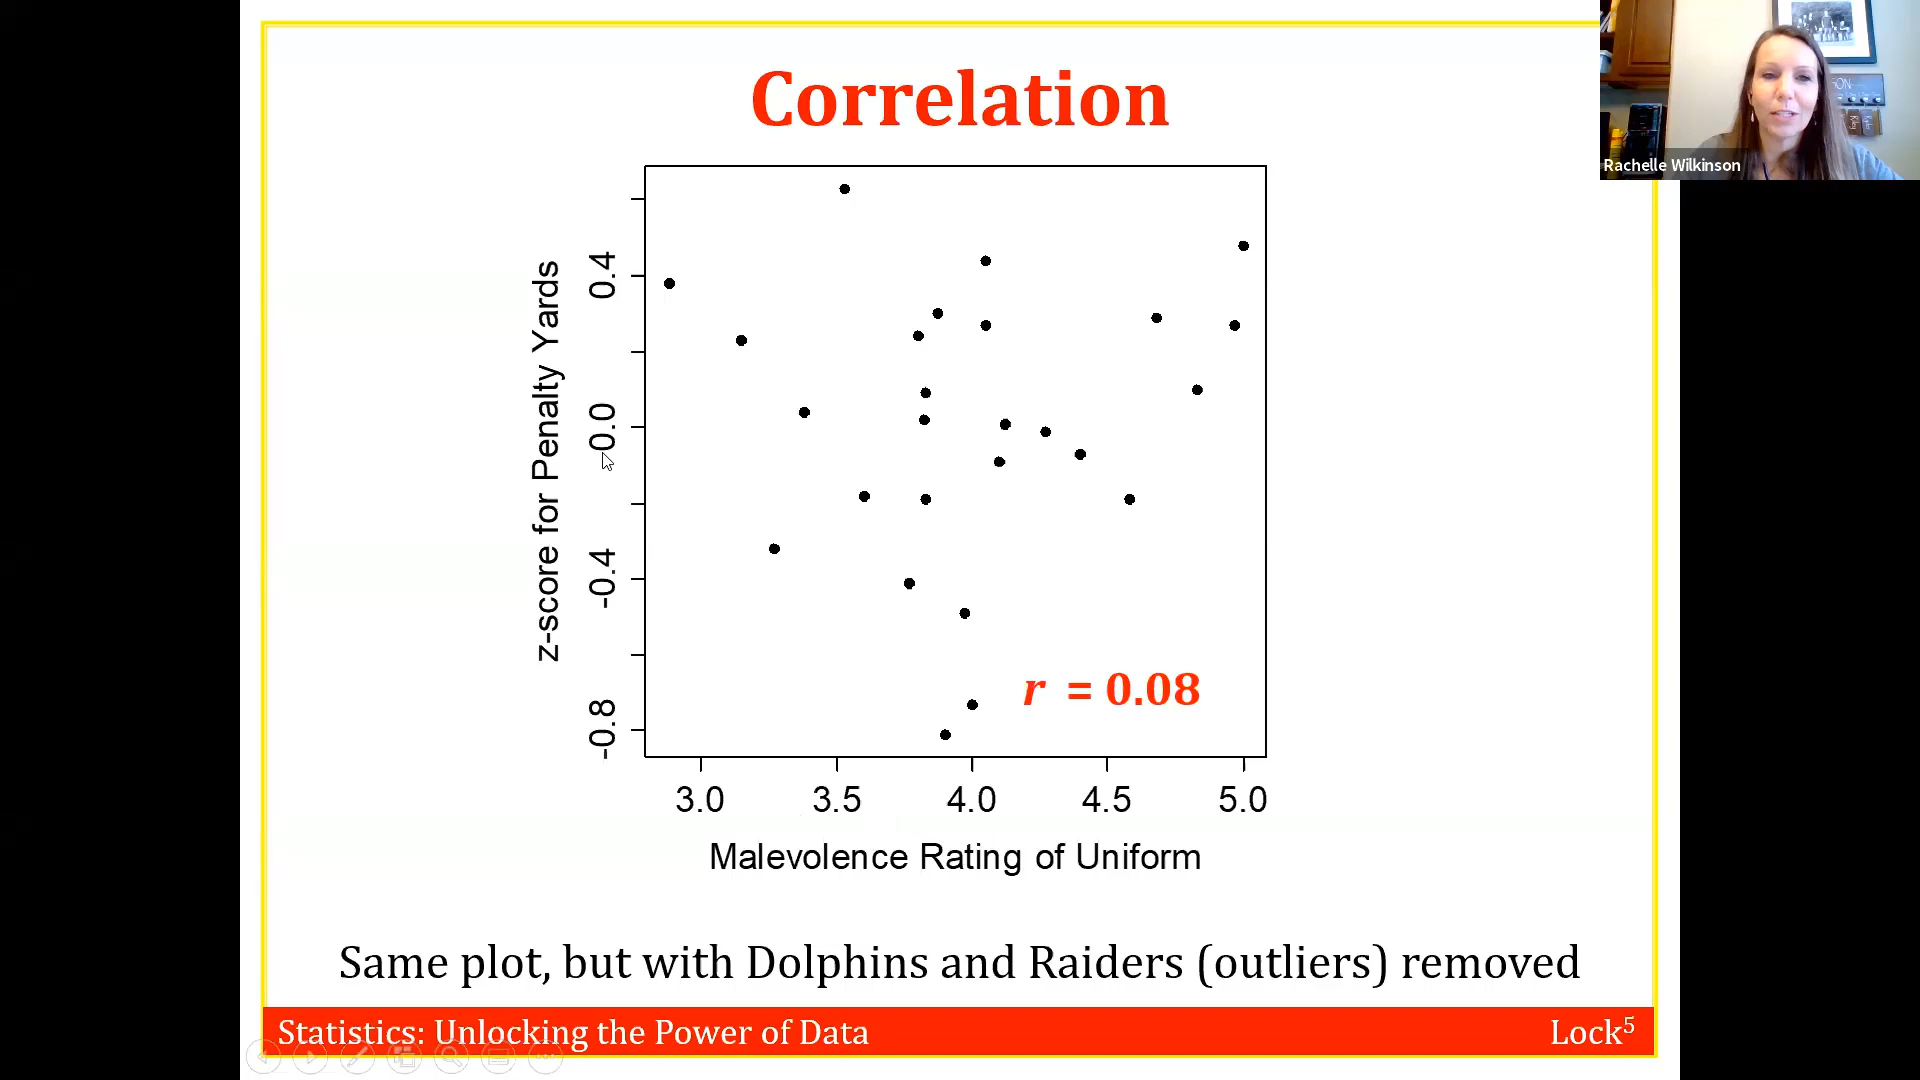 Correlation
z-score for Penalty Yards
0.4
0.0
-0.4
-0.8
r = 0.08
3.0 3.5 4.0 4.5 5.0
Malevolence Rating of Uniform
Same plot, but with Dolphins and Raiders (outliers) removed
Statistics: Unlocking the Power of Data
Lock⁵
Rachelle Wilkinson